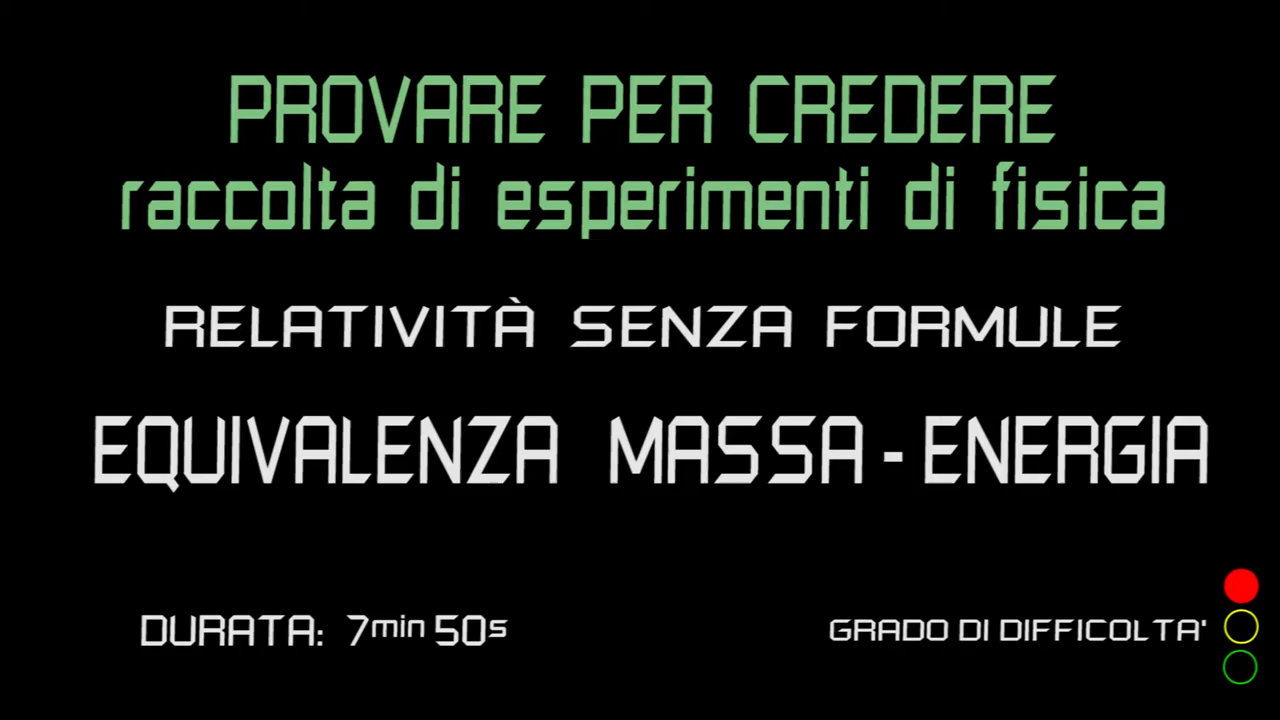 PROVARE PER CREDERE
raccolta di esperimenti di fisica
RELATIVITÀ SENZA FORMULE
EQUIVALENZA MASSA - ENERGIA
DURATA: 7min 50s
GRADO DI DIFFICOLTA'